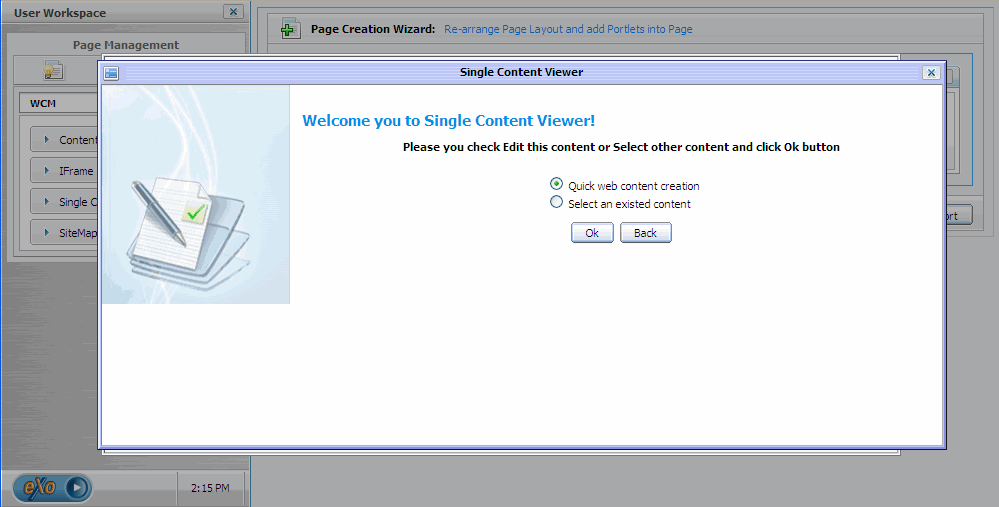 User Workspace
Page Creation Wizard: Re-arrange Page Layout and add Portlets into Page
Page Management
Single Content Viewer
WCM
Content
IFrame
Single C
SiteMap
Welcome you to Single Content Viewer!
Please you check Edit this content or Select other content and click Ok button
Quick web content creation
Select an existed content
Ok Back
ort
eXo
2:15 PM